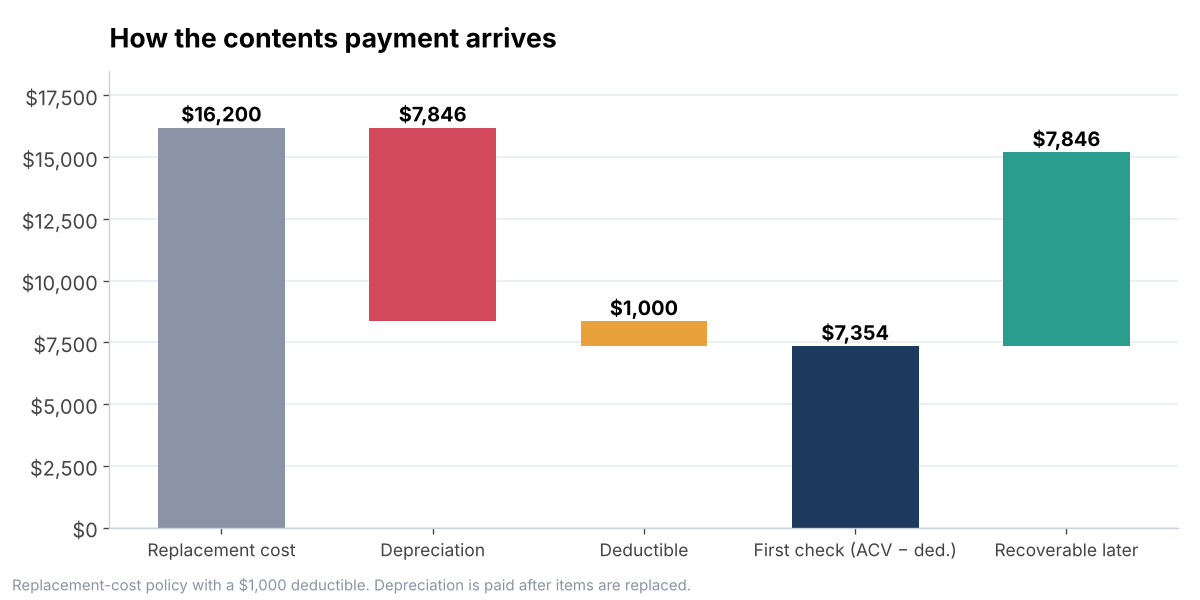 How the contents payment arrives
$17,500
$15,000
$12,500
$10,000
$7,500
$5,000
$2,500
$0
$16,200
$7,846
$1,000
$7,354
$7,846
Replacement cost
Depreciation
Deductible
First check (ACV − ded.)
Recoverable later
Replacement-cost policy with a $1,000 deductible. Depreciation is paid after items are replaced.